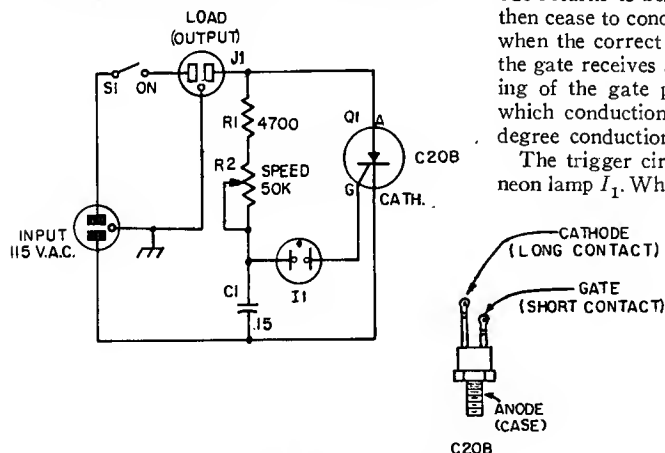 LOAD
(OUTPUT)
J1
S1 ON
R1 4700
Q1 A
C20B
R2 SPEED
50K
G
CATH.
INPUT
115 V.A.C.
C1
.15
I1
then cease to cond
when the correct
the gate receives
ing of the gate p
which conduction
degree conduction
The trigger cir
neon lamp I₁. Wh
CATHODE
(LONG CONTACT)
GATE
(SHORT CONTACT)
ANODE
(CASE)
C20B